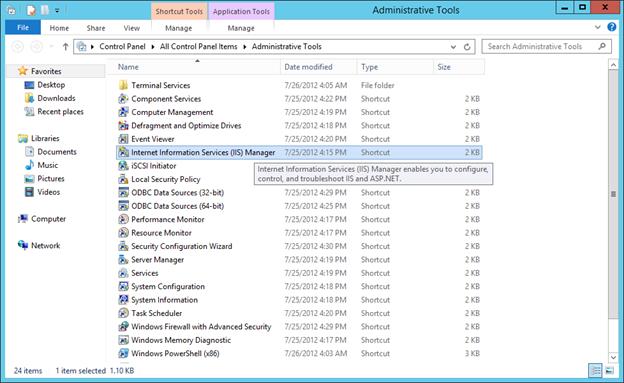 Shortcut Tools Application Tools Administrative Tools
File Home Share View Manage Manage
Control Panel All Control Panel Items Administrative Tools Search Administrative Tools
Favorites
Desktop
Downloads
Recent places
Libraries
Documents
Music
Pictures
Videos
Computer
Network
Name Date modified Type Size
Terminal Services 7/26/2012 4:05 AM File folder
Component Services 7/25/2012 4:22 PM Shortcut 2 KB
Computer Management 7/25/2012 4:19 PM Shortcut 2 KB
Defragment and Optimize Drives 7/25/2012 4:18 PM Shortcut 2 KB
Event Viewer 7/25/2012 4:20 PM Shortcut 2 KB
Internet Information Services (IIS) Manager 7/25/2012 4:15 PM Shortcut 2 KB
iSCSI Initiator
Internet Information Services (IIS) Manager enables you to configure,
control, and troubleshoot IIS and ASP.NET.
Local Security Policy
ODBC Data Sources (32-bit) 7/25/2012 4:29 PM Shortcut 2 KB
ODBC Data Sources (64-bit) 7/25/2012 4:25 PM Shortcut 2 KB
Performance Monitor 7/25/2012 4:17 PM Shortcut 2 KB
Resource Monitor 7/25/2012 4:17 PM Shortcut 2 KB
Security Configuration Wizard 7/25/2012 4:30 PM Shortcut 2 KB
Server Manager 7/25/2012 4:19 PM Shortcut 2 KB
Services 7/25/2012 4:18 PM Shortcut 2 KB
System Configuration 7/25/2012 4:18 PM Shortcut 2 KB
System Information 7/25/2012 4:18 PM Shortcut 2 KB
Task Scheduler 7/25/2012 4:19 PM Shortcut 2 KB
Windows Firewall with Advanced Security 7/25/2012 4:29 PM Shortcut 2 KB
Windows Memory Diagnostic 7/25/2012 4:17 PM Shortcut 2 KB
Windows PowerShell (x86) 7/26/2012 4:03 AM Shortcut 3 KB
24 items 1 item selected 1.10 KB